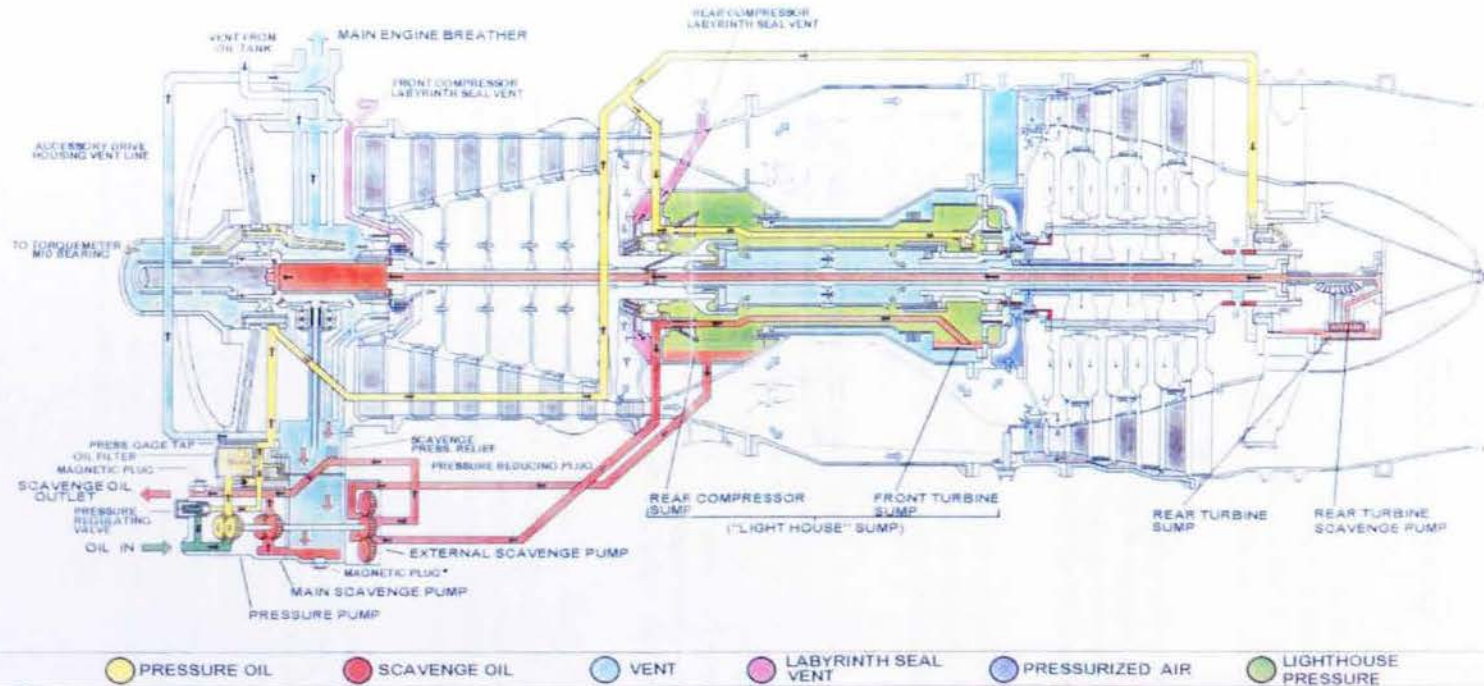 REAR COMPRESSOR
LABYRINTH SEAL VENT
VENT FROM
OIL TANK
MAIN ENGINE BREATHER
FRONT COMPRESSOR
LABYRINTH SEAL VENT
ACCESSORY DRIVE
HOUSING VENT LINE
TO TORQUEMETER
MID BEARING
PRESS GAGE TAP
OIL FILTER
MAGNETIC PLUG
SCAVENGE OIL
OUTLET
PRESSURE
REGULATING
VALVE
OIL IN
SCAVENGE
PRESS. RELIEF
PRESSURE REDUCING PLUG
EXTERNAL SCAVENGE PUMP
MAGNETIC PLUG*
MAIN SCAVENGE PUMP
PRESSURE PUMP
REAR COMPRESSOR
(SUMP
FRONT TURBINE
SUMP
("LIGHT HOUSE" SUMP)
REAR TURBINE
SUMP
REAR TURBINE
SCAVENGE PUMP
PRESSURE OIL
SCAVENGE OIL
VENT
LABYRINTH SEAL
VENT
PRESSURIZED AIR
LIGHTHOUSE
PRESSURE